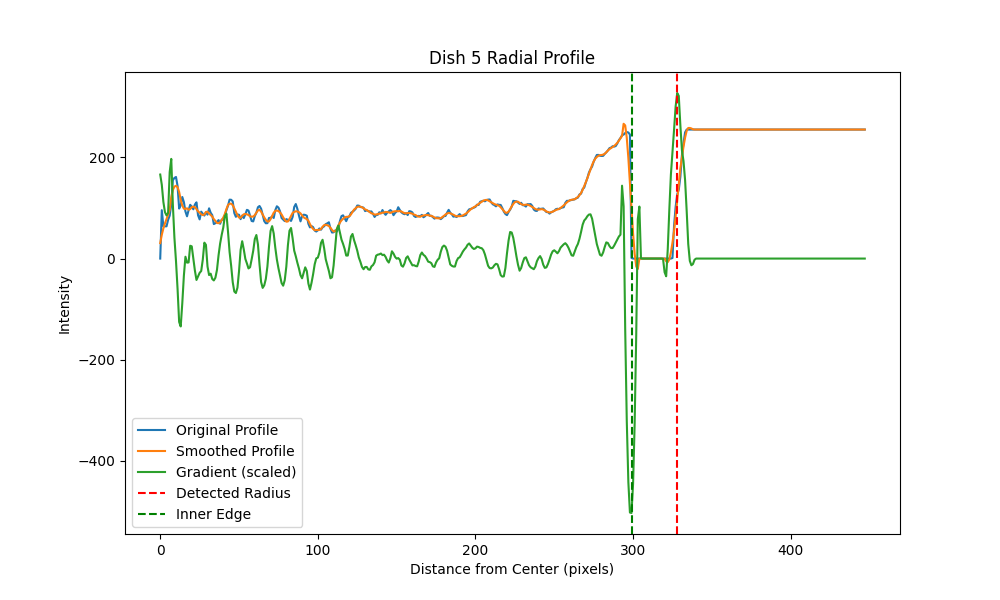 Dish 5 Radial Profile
Intensity
200
0
−200
−400
Original Profile
Smoothed Profile
Gradient (scaled)
Detected Radius
Inner Edge
0 100 200 300 400
Distance from Center (pixels)